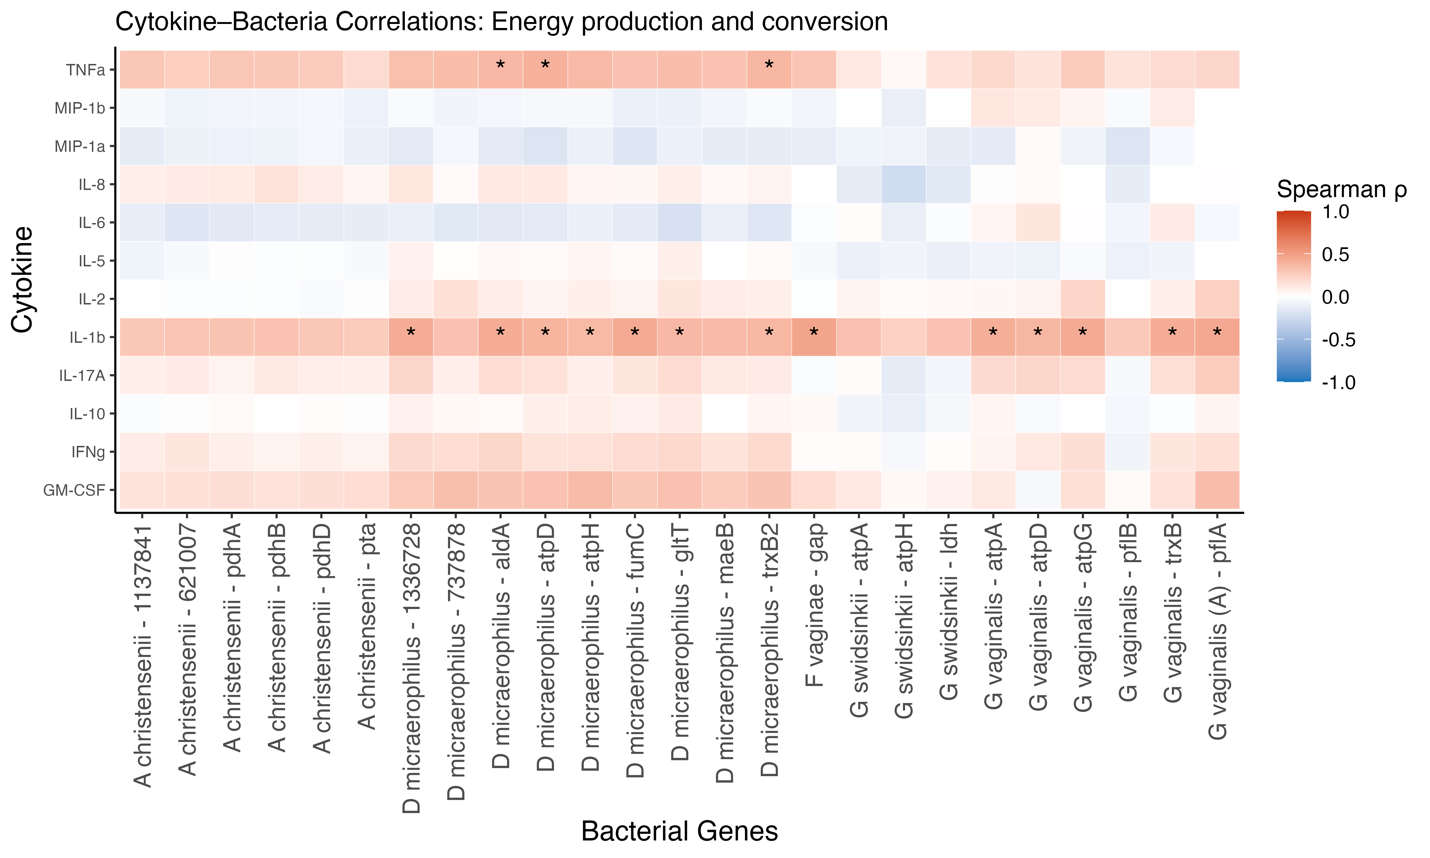 Cytokine–Bacteria Correlations: Energy production and conversion
Cytokine
TNFa
MIP-1b
MIP-1a
IL-8
IL-6
IL-5
IL-2
IL-1b
IL-17A
IL-10
IFNg
GM-CSF
* * *
* * * * * * * * * * * * *
A christensenii - 1137841
A christensenii - 621007
A christensenii - pdhA
A christensenii - pdhB
A christensenii - pdhD
A christensenii - pta
D micraerophilus - 1336728
D micraerophilus - 737878
D micraerophilus - aldA
D micraerophilus - atpD
D micraerophilus - atpH
D micraerophilus - fumC
D micraerophilus - gltT
D micraerophilus - maeB
D micraerophilus - trxB2
F vaginae - gap
G swidsinkii - atpA
G swidsinkii - atpH
G swidsinkii - ldh
G vaginalis - atpA
G vaginalis - atpD
G vaginalis - atpG
G vaginalis - pflB
G vaginalis - trxB
G vaginalis (A) - pflA
Bacterial Genes
Spearman ρ
1.0
0.5
0.0
-0.5
-1.0